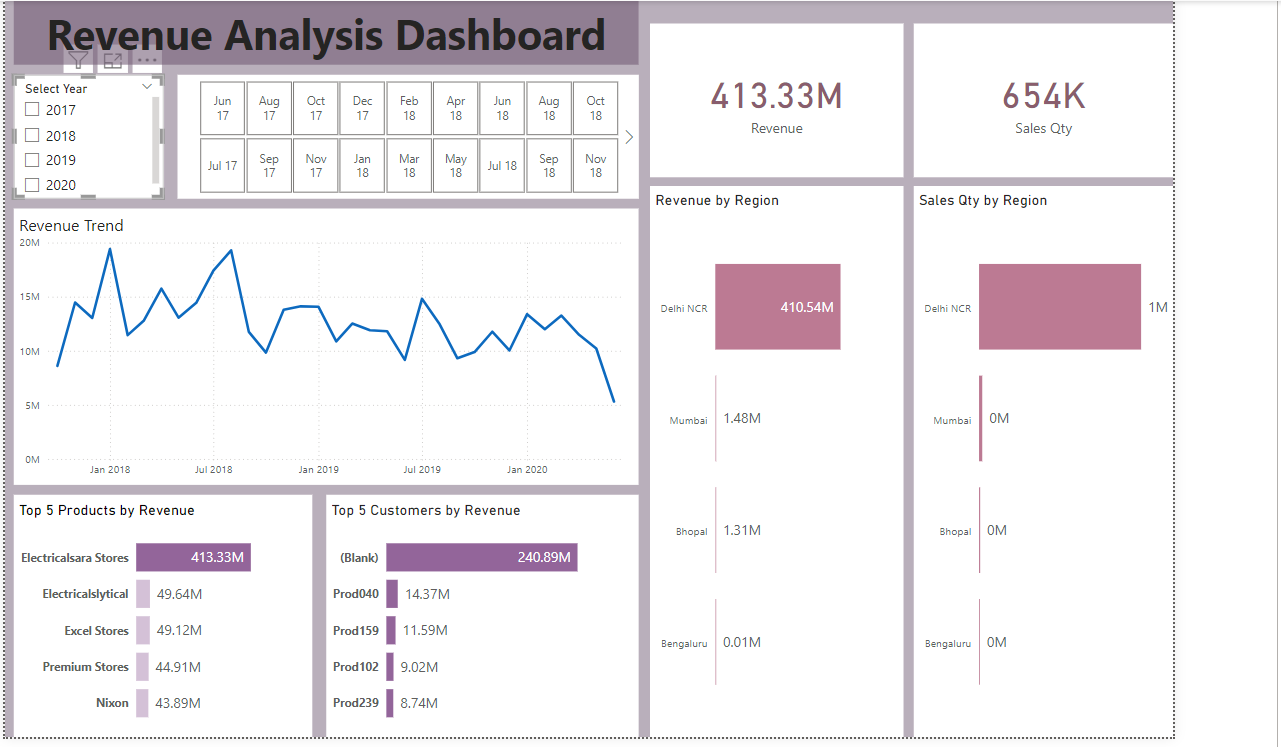 Revenue Analysis Dashboard
Select Year
2017
2018
2019
2020
Jun 17
Aug 17
Oct 17
Dec 17
Feb 18
Apr 18
Jun 18
Aug 18
Oct 18
Jul 17
Sep 17
Nov 17
Jan 18
Mar 18
May 18
Jul 18
Sep 18
Nov 18
413.33M
Revenue
654K
Sales Qty
Revenue Trend
20M
15M
10M
5M
0M
Jan 2018
Jul 2018
Jan 2019
Jul 2019
Jan 2020
Revenue by Region
Delhi NCR 410.54M
Mumbai 1.48M
Bhopal 1.31M
Bengaluru 0.01M
Sales Qty by Region
Delhi NCR 1M
Mumbai 0M
Bhopal 0M
Bengaluru 0M
Top 5 Products by Revenue
Electricalsara Stores 413.33M
Electricalslytical 49.64M
Excel Stores 49.12M
Premium Stores 44.91M
Nixon 43.89M
Top 5 Customers by Revenue
(Blank) 240.89M
Prod040 14.37M
Prod159 11.59M
Prod102 9.02M
Prod239 8.74M